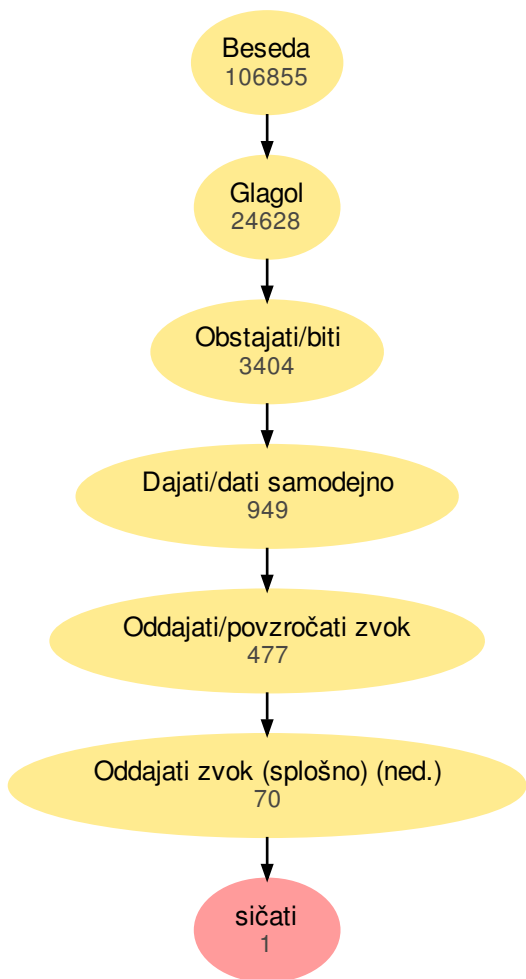 Beseda
106855
Glagol
24628
Obstajati/biti
3404
Dajati/dati samodejno
949
Oddajati/povzročati zvok
477
Oddajati zvok (splošno) (ned.)
70
sičati
1